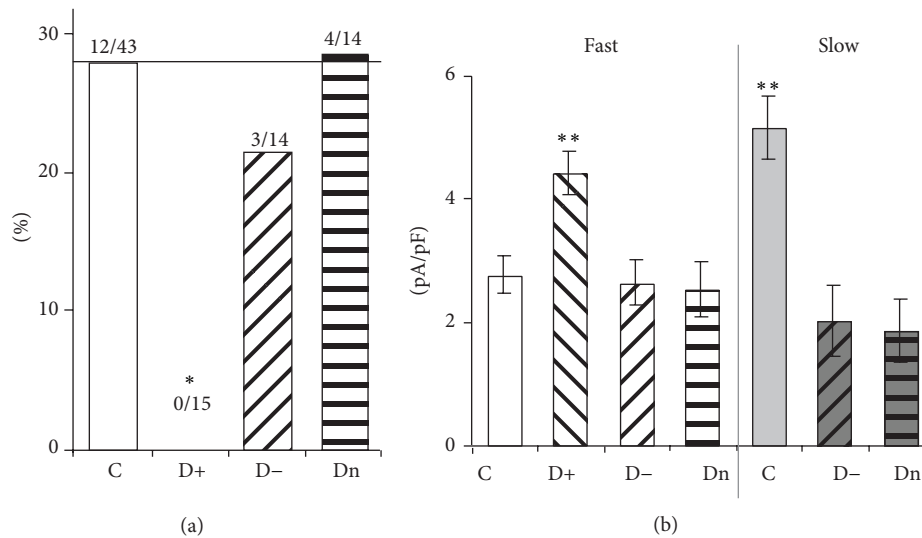 30
20
10
0
(%)
12/43
*
0/15
3/14
4/14
C D+ D− Dn
(a)
Fast Slow
6
4
2
0
(pA/pF)
**
**
C D+ D− Dn C D− Dn
(b)